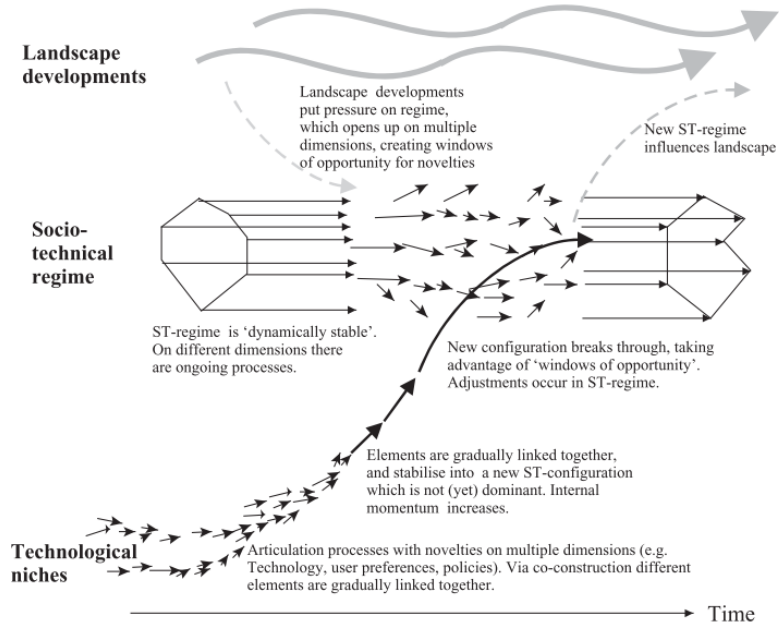 Landscape
developments
Landscape developments
put pressure on regime,
which opens up on multiple
dimensions, creating windows
of opportunity for novelties
New ST-regime
influences landscape
Socio-
technical
regime
ST-regime is ‘dynamically stable’.
On different dimensions there
are ongoing processes.
New configuration breaks through, taking
advantage of ‘windows of opportunity’.
Adjustments occur in ST-regime.
Elements are gradually linked together,
and stabilise into a new ST-configuration
which is not (yet) dominant. Internal
momentum increases.
Technological
niches
Articulation processes with novelties on multiple dimensions (e.g.
Technology, user preferences, policies). Via co-construction different
elements are gradually linked together.
Time